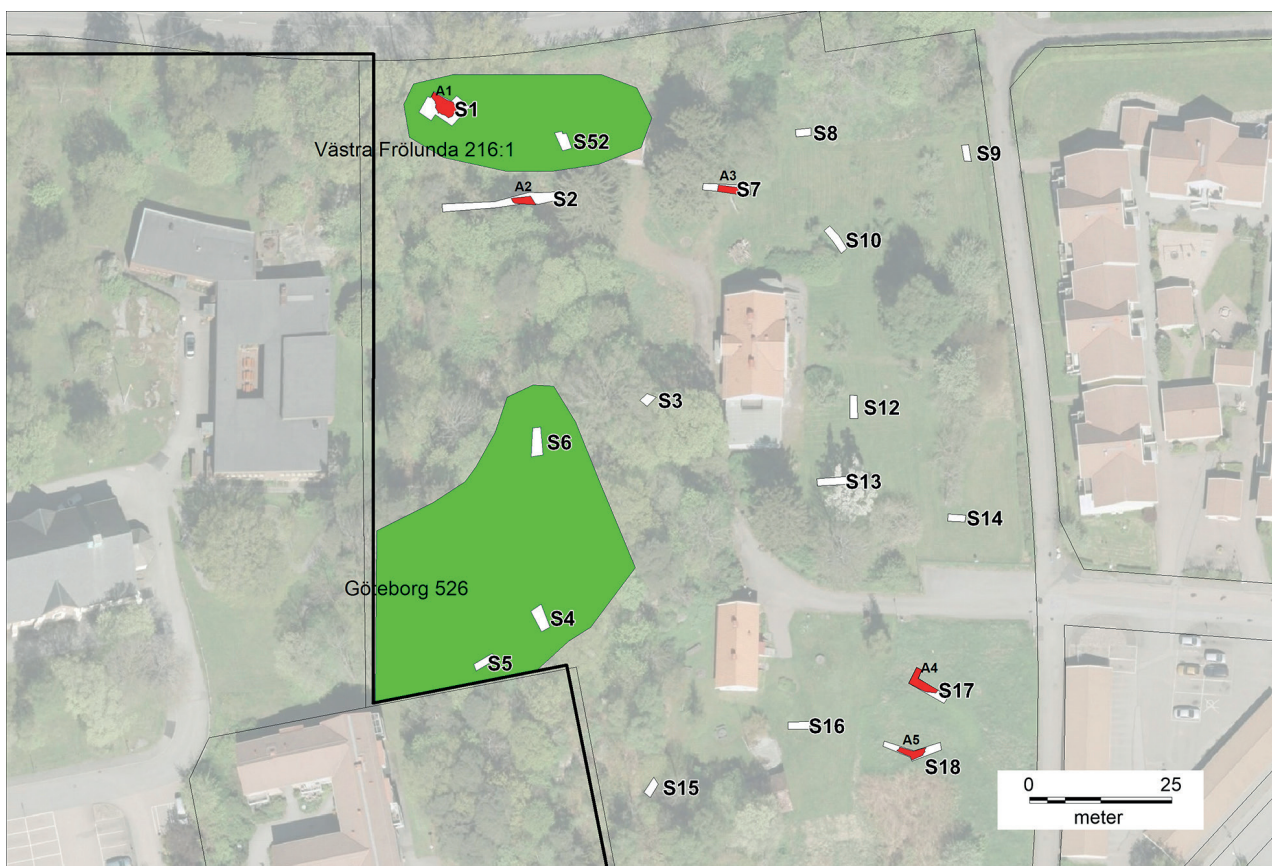 A1
S1
S52
Västra Frölunda 216:1
S8
S9
A3
S7
A2
S2
S10
S3
S12
S6
S13
S14
Göteborg 526
S4
S5
A4
S17
S16
A5
S18
S15
0 25
meter